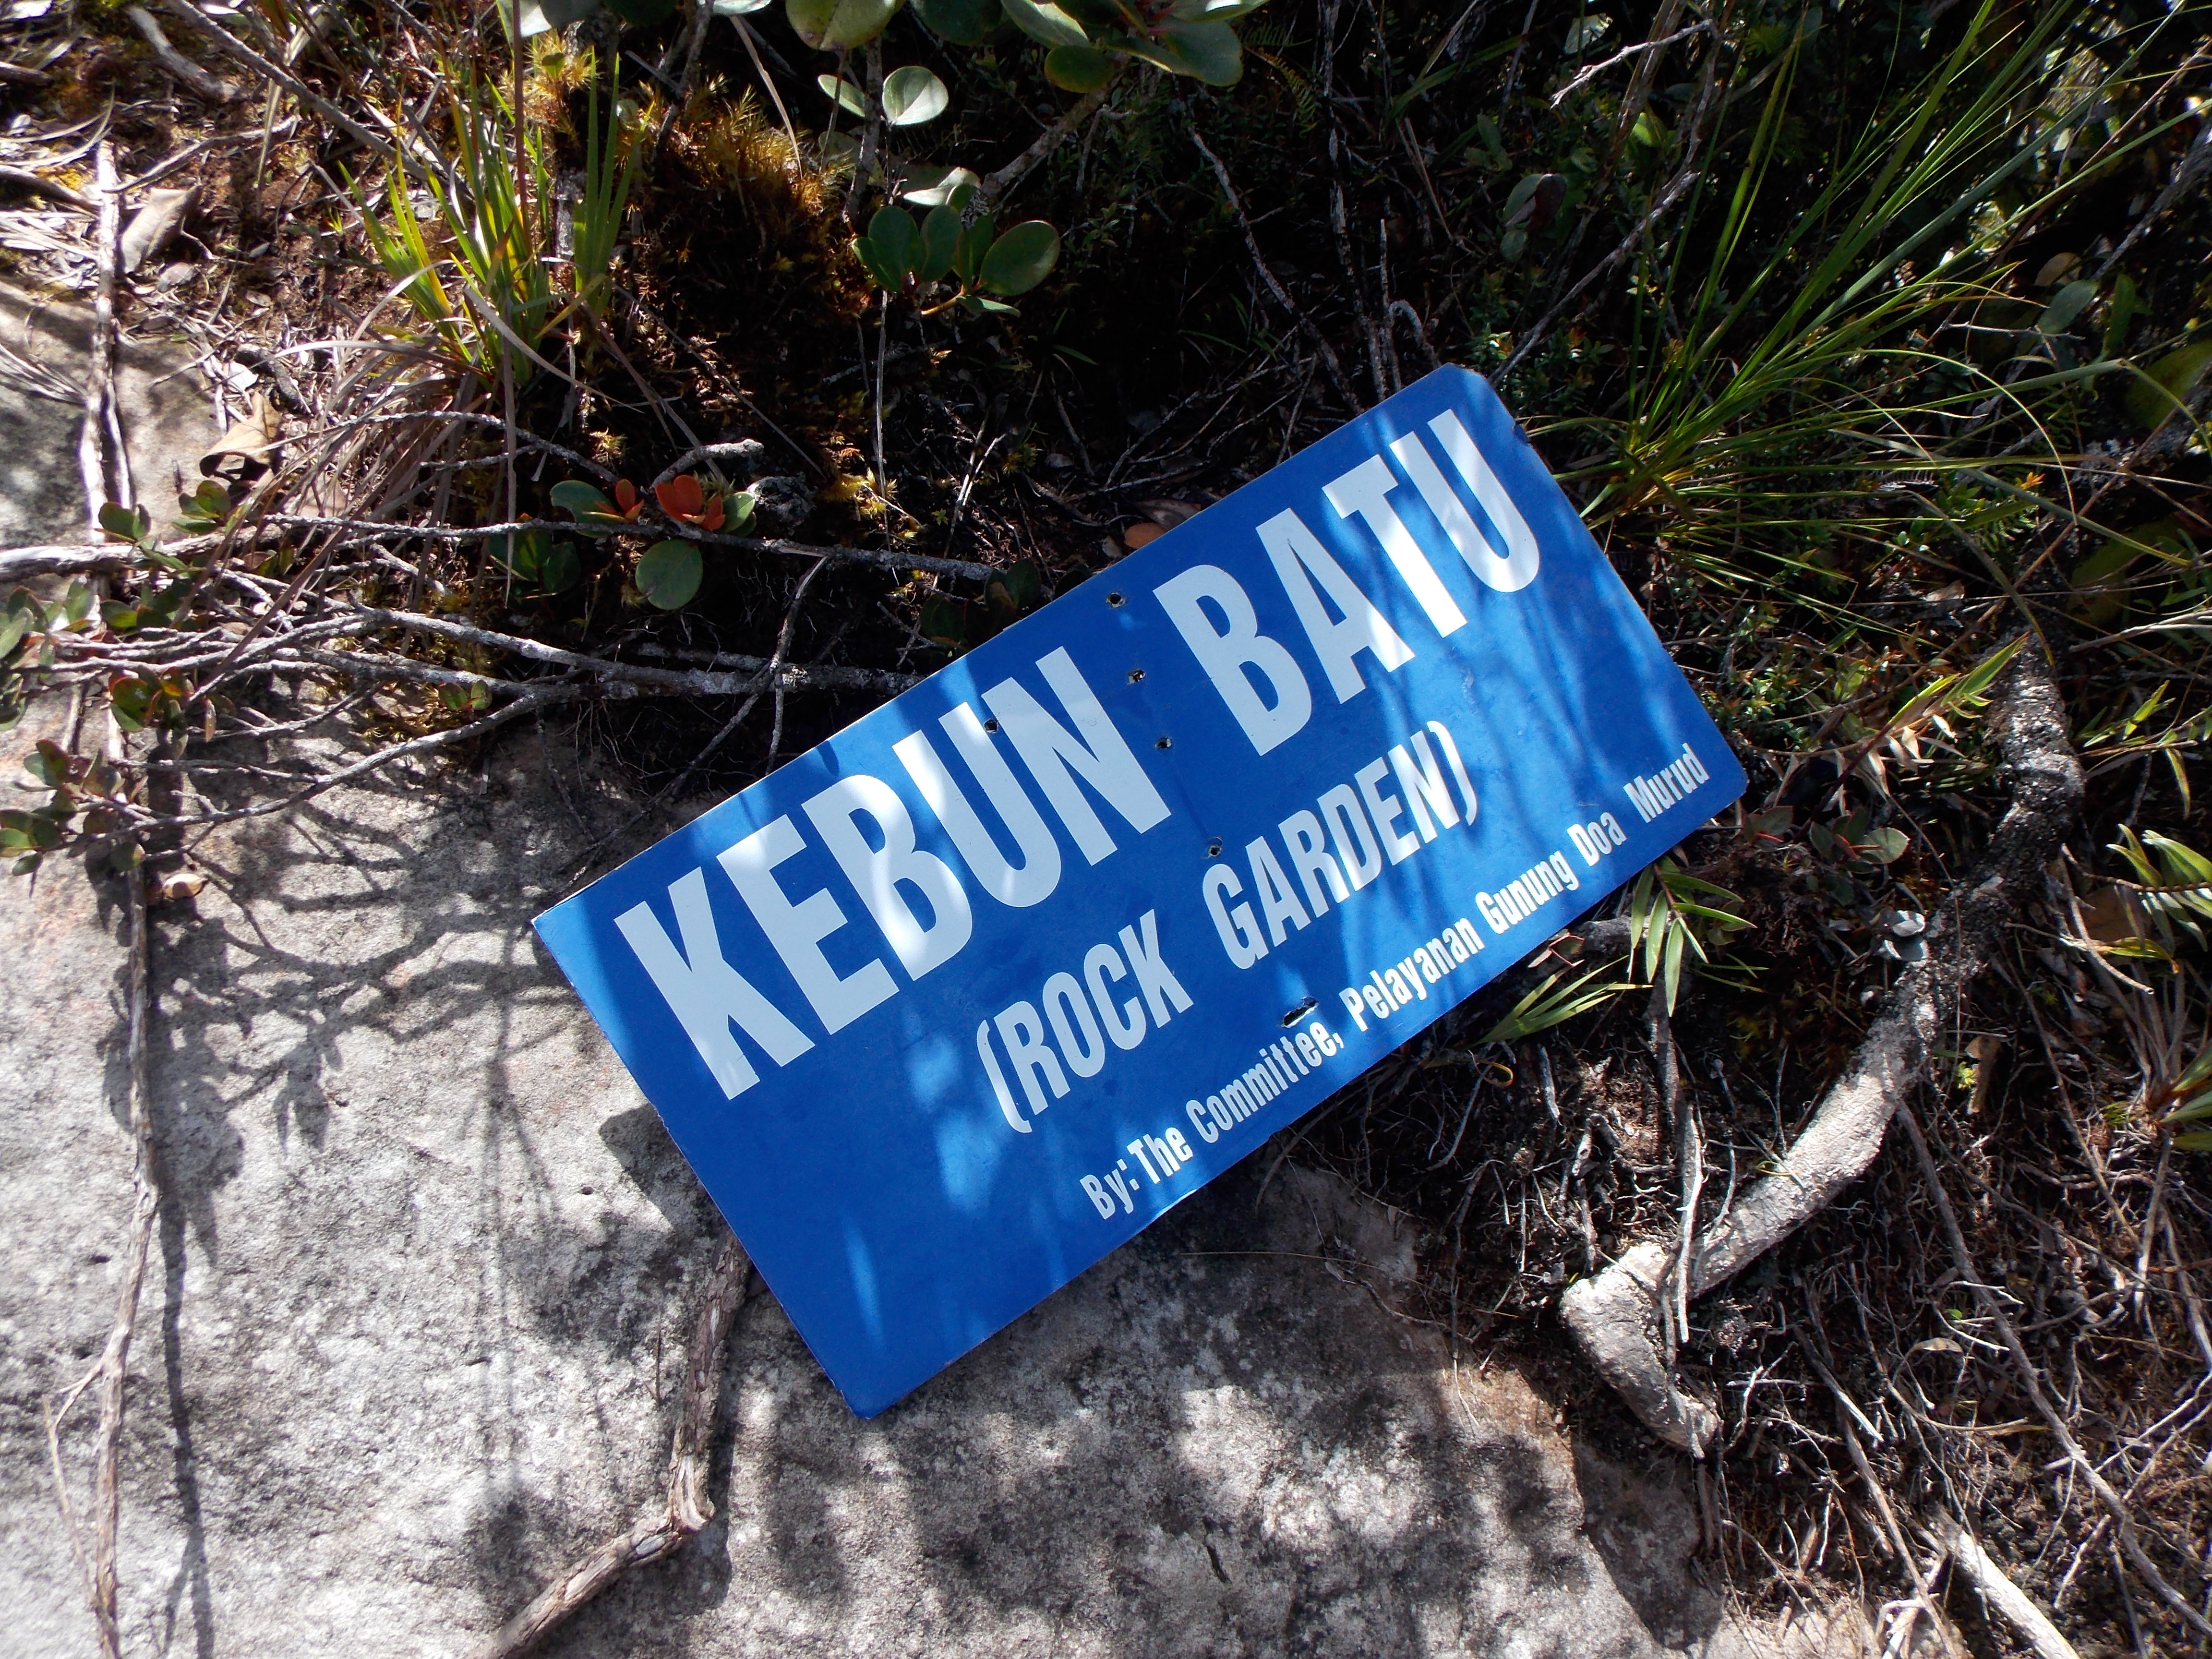 KEBUN BATU
(ROCK GARDEN)
By: The Committee, Pelayanan Gunung Doa Murud